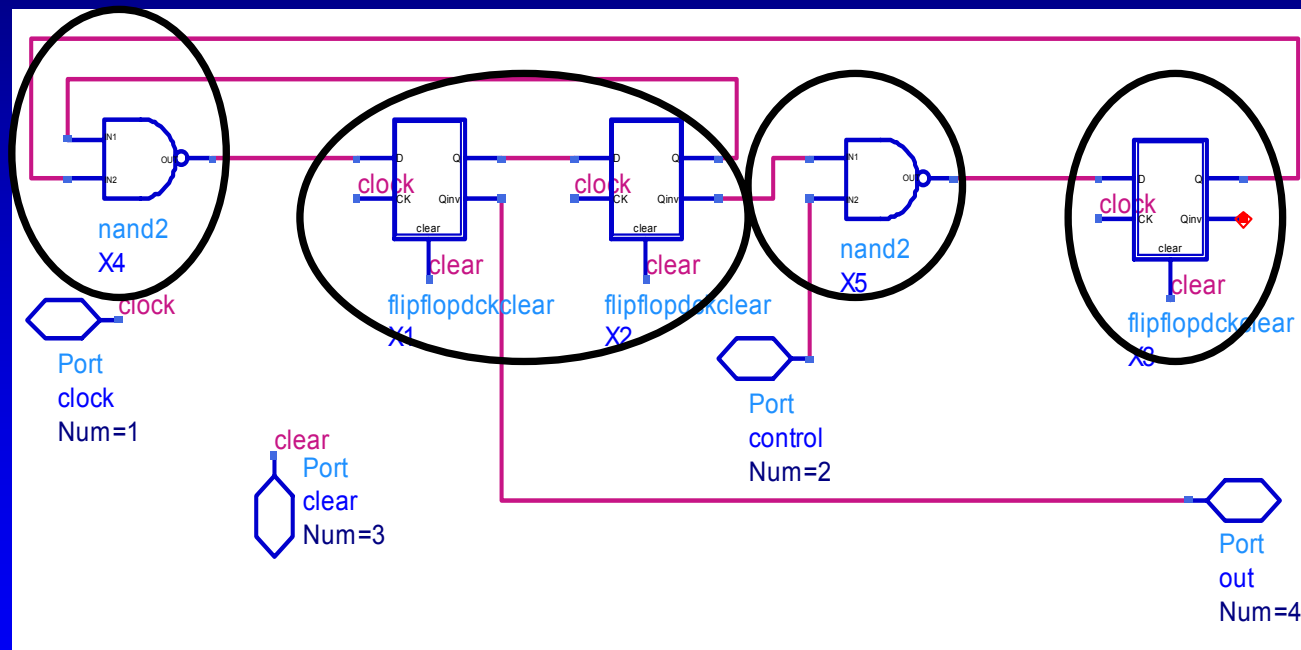 N1
N2
OU
nand2
X4
clock
Port
clock
Num=1
D
Q
clock
CK
Qinv
clear
clear
flipflopdckclear
X1
D
Q
clock
CK
Qinv
clear
clear
flipflopdckclear
X2
N1
N2
OU
nand2
X5
Port
control
Num=2
D
Q
clock
CK
Qinv
clear
clear
flipflopdckclear
X3
clear
Port
clear
Num=3
Port
out
Num=4